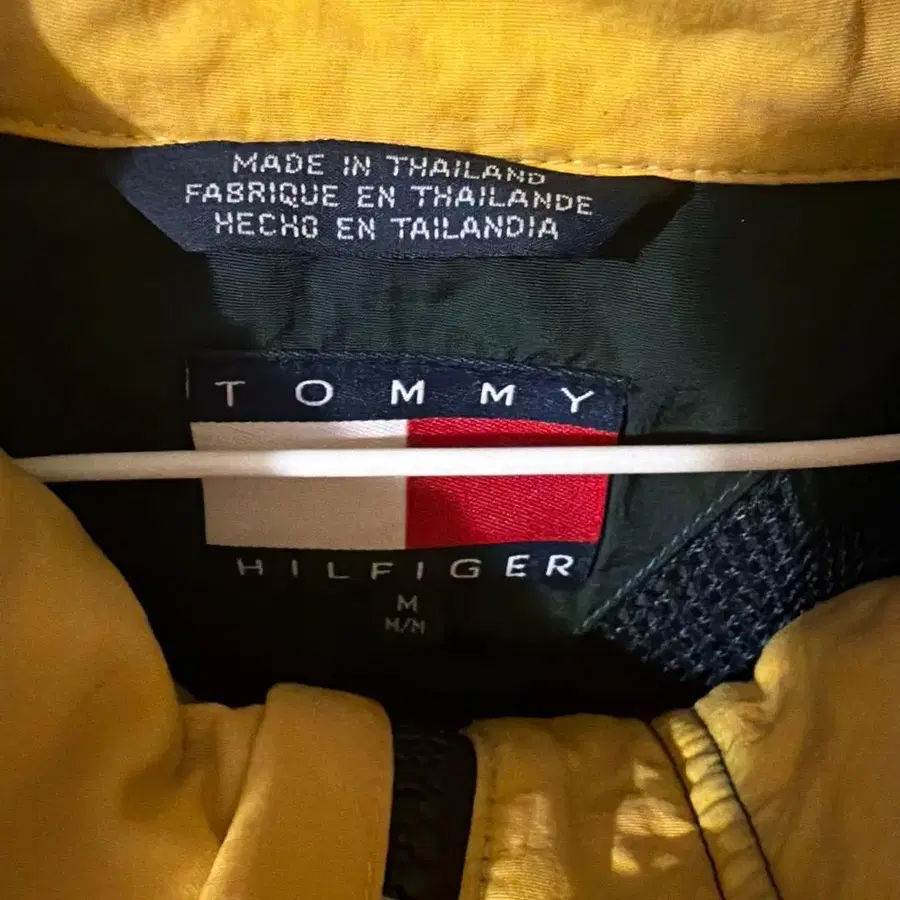 MADE IN THAILAND
FABRIQUE EN THAILANDE
HECHO EN TAILANDIA
TOMMY
HILFIGER
M
M/M